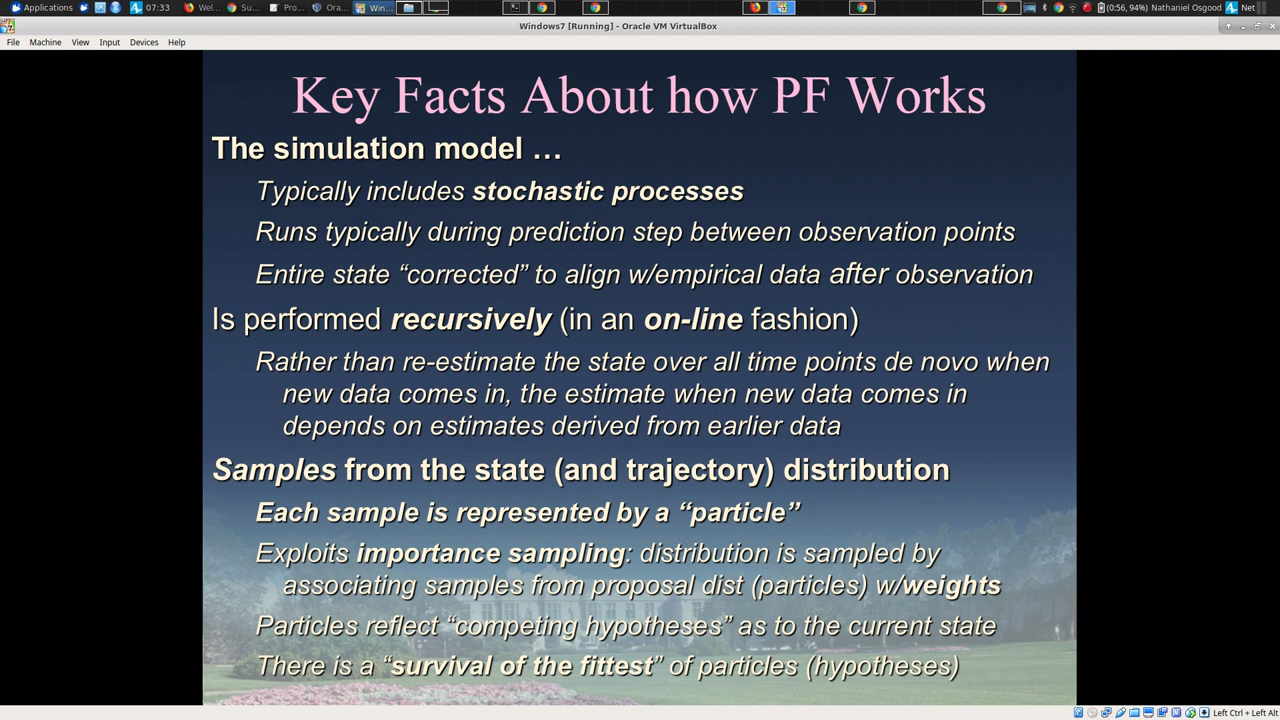 Applications 07:33 Wel... Su... Pro... Ora... Win... (0:56, 94%) Nathaniel Osgood Net
Windows7 [Running] - Oracle VM VirtualBox
File Machine View Input Devices Help
Key Facts About how PF Works
The simulation model …
Typically includes stochastic processes
Runs typically during prediction step between observation points
Entire state “corrected” to align w/empirical data after observation
Is performed recursively (in an on-line fashion)
Rather than re-estimate the state over all time points de novo when
new data comes in, the estimate when new data comes in
depends on estimates derived from earlier data
Samples from the state (and trajectory) distribution
Each sample is represented by a “particle”
Exploits importance sampling: distribution is sampled by
associating samples from proposal dist (particles) w/weights
Particles reflect “competing hypotheses” as to the current state
There is a “survival of the fittest” of particles (hypotheses)
Left Ctrl + Left Alt